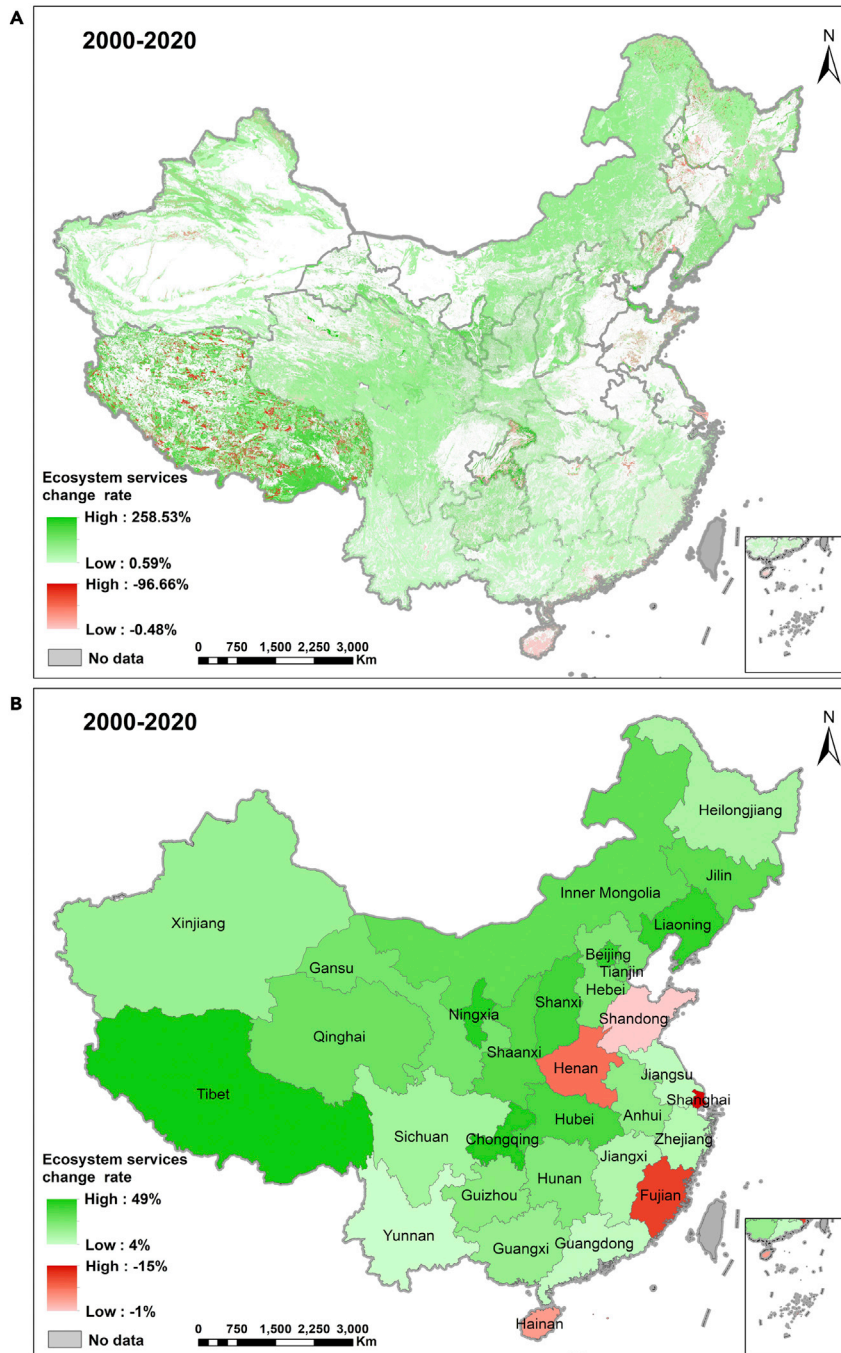 A
2000-2020
N
Ecosystem services
change rate
High : 258.53%
Low : 0.59%
High : -96.66%
Low : -0.48%
No data
0 750 1,500 2,250 3,000
Km
B
2000-2020
N
Heilongjiang
Jilin
Inner Mongolia
Liaoning
Xinjiang
Beijing
Tianjin
Gansu
Hebei
Shanxi
Ningxia
Shandong
Qinghai
Shaanxi
Henan
Jiangsu
Tibet
Shanghai
Hubei
Anhui
Sichuan
Chongqing
Zhejiang
Jiangxi
Hunan
Guizhou
Fujian
Yunnan
Guangxi
Guangdong
Hainan
Ecosystem services
change rate
High : 49%
Low : 4%
High : -15%
Low : -1%
No data
0 750 1,500 2,250 3,000
Km